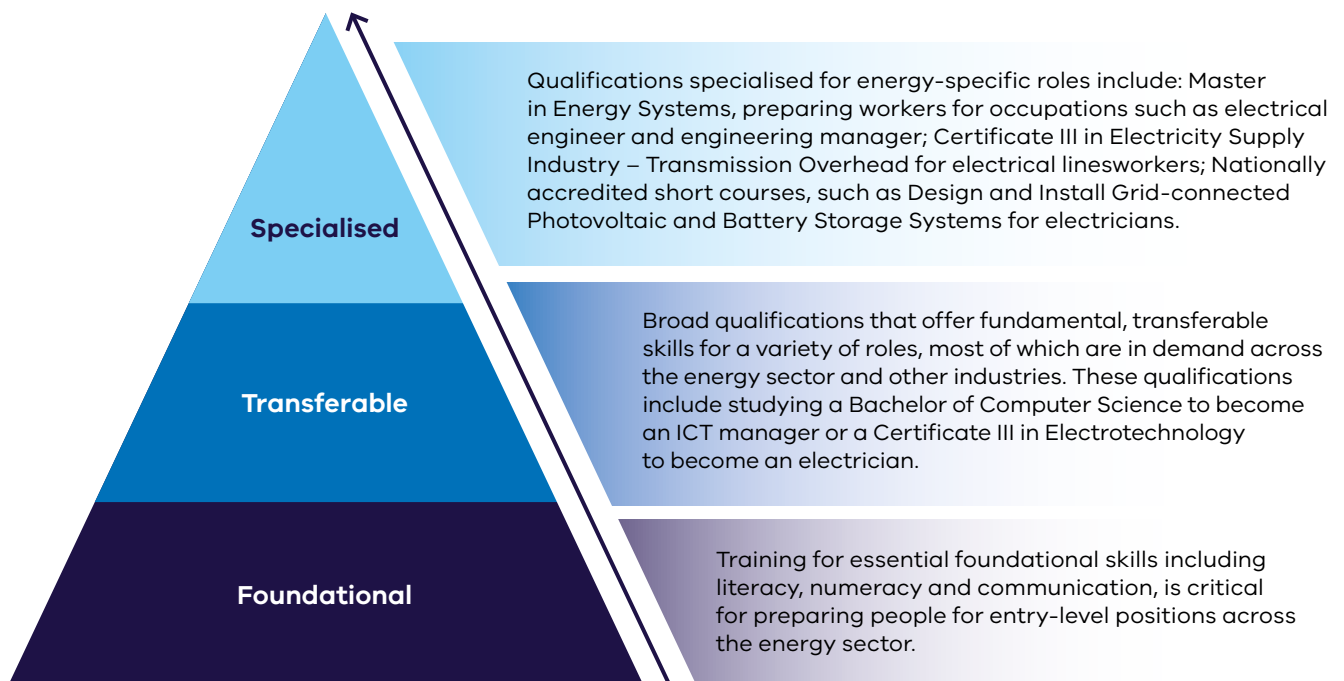 Qualifications specialised for energy-specific roles include: Master
in Energy Systems, preparing workers for occupations such as electrical
engineer and engineering manager; Certificate III in Electricity Supply
Industry – Transmission Overhead for electrical linesworkers; Nationally
accredited short courses, such as Design and Install Grid-connected
Photovoltaic and Battery Storage Systems for electricians.
Specialised
Broad qualifications that offer fundamental, transferable
skills for a variety of roles, most of which are in demand across
the energy sector and other industries. These qualifications
include studying a Bachelor of Computer Science to become
an ICT manager or a Certificate III in Electrotechnology
to become an electrician.
Transferable
Training for essential foundational skills including
literacy, numeracy and communication, is critical
for preparing people for entry-level positions across
the energy sector.
Foundational